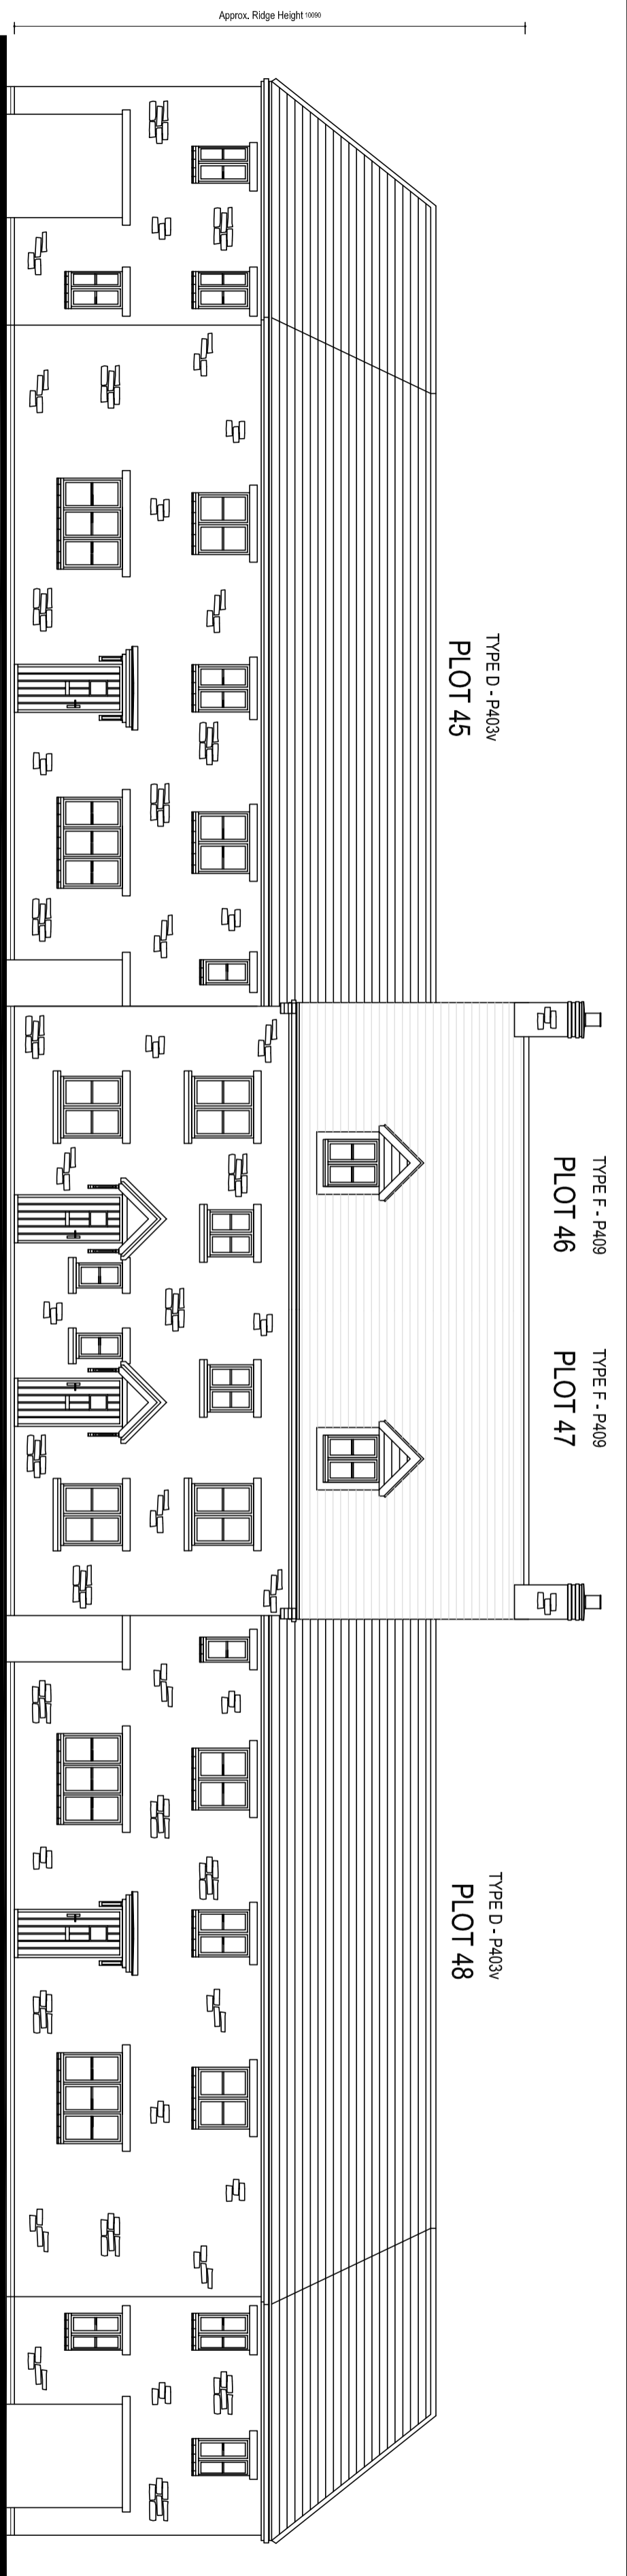 Approx. Ridge Height 10090
TYPE D - P403v
PLOT 45
TYPE F - P409
PLOT 46
TYPE F - P409
PLOT 47
TYPE D - P403v
PLOT 48